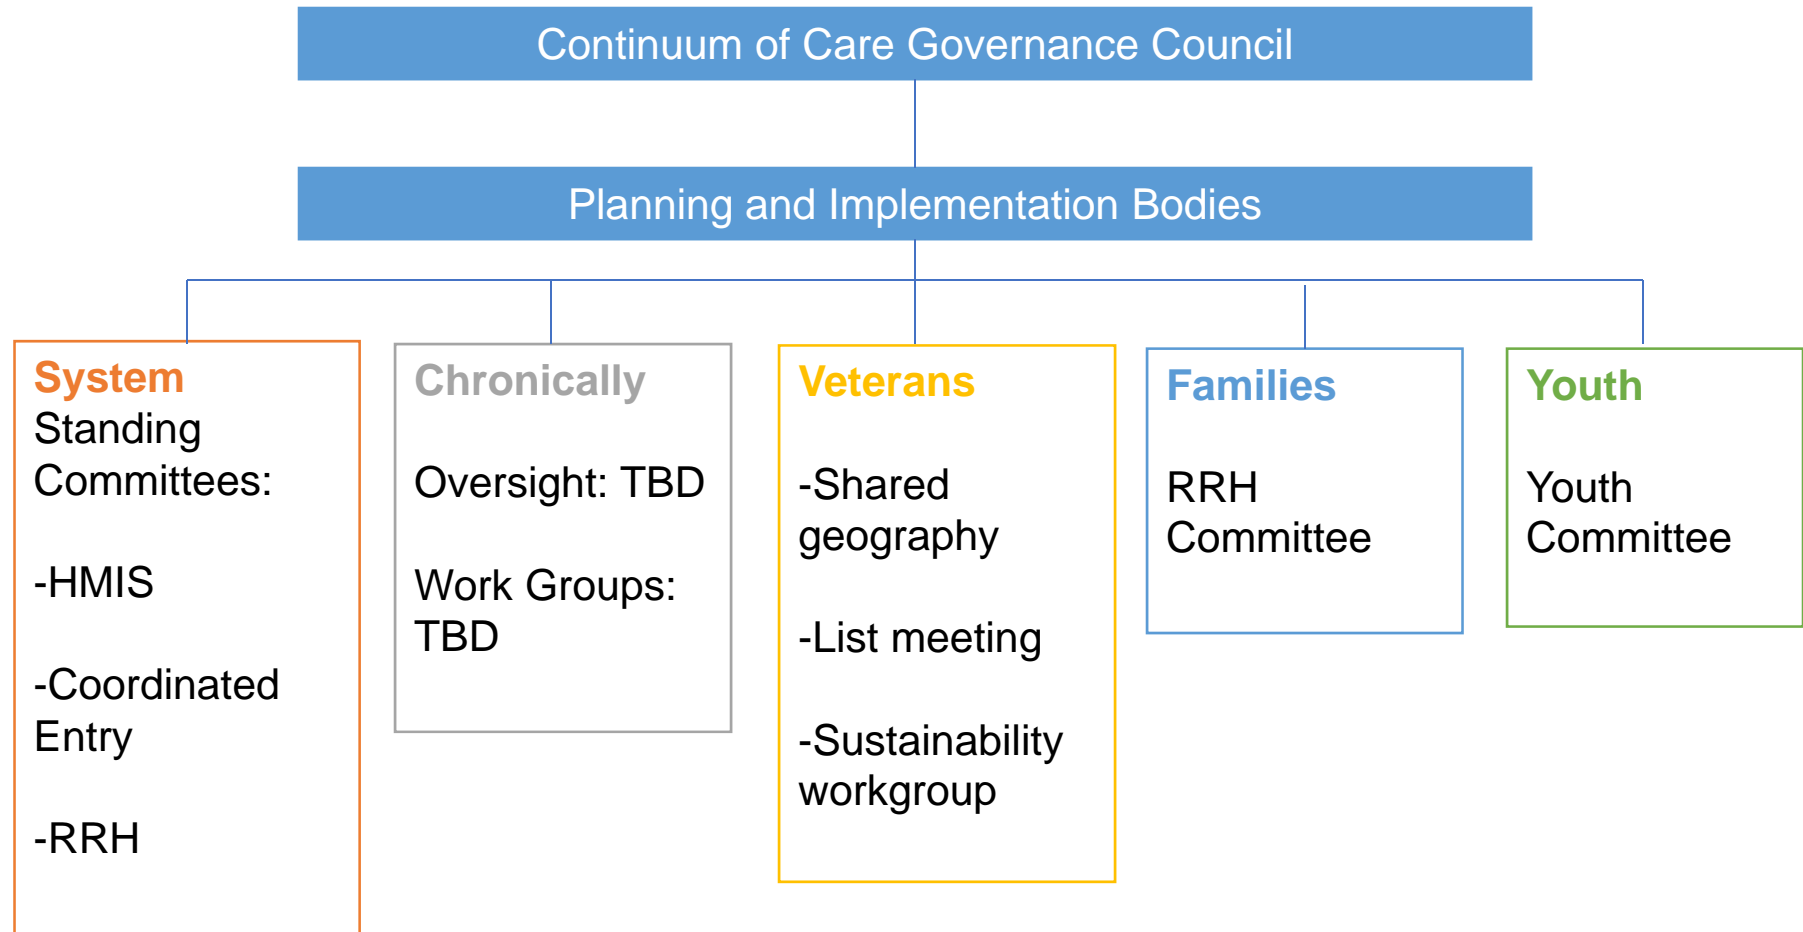 Continuum of Care Governance Council
Planning and Implementation Bodies
System
Standing
Committees:
-HMIS
-Coordinated
Entry
-RRH
Chronically
Oversight: TBD
Work Groups:
TBD
Veterans
-Shared
geography
-List meeting
-Sustainability
workgroup
Families
RRH
Committee
Youth
Youth
Committee